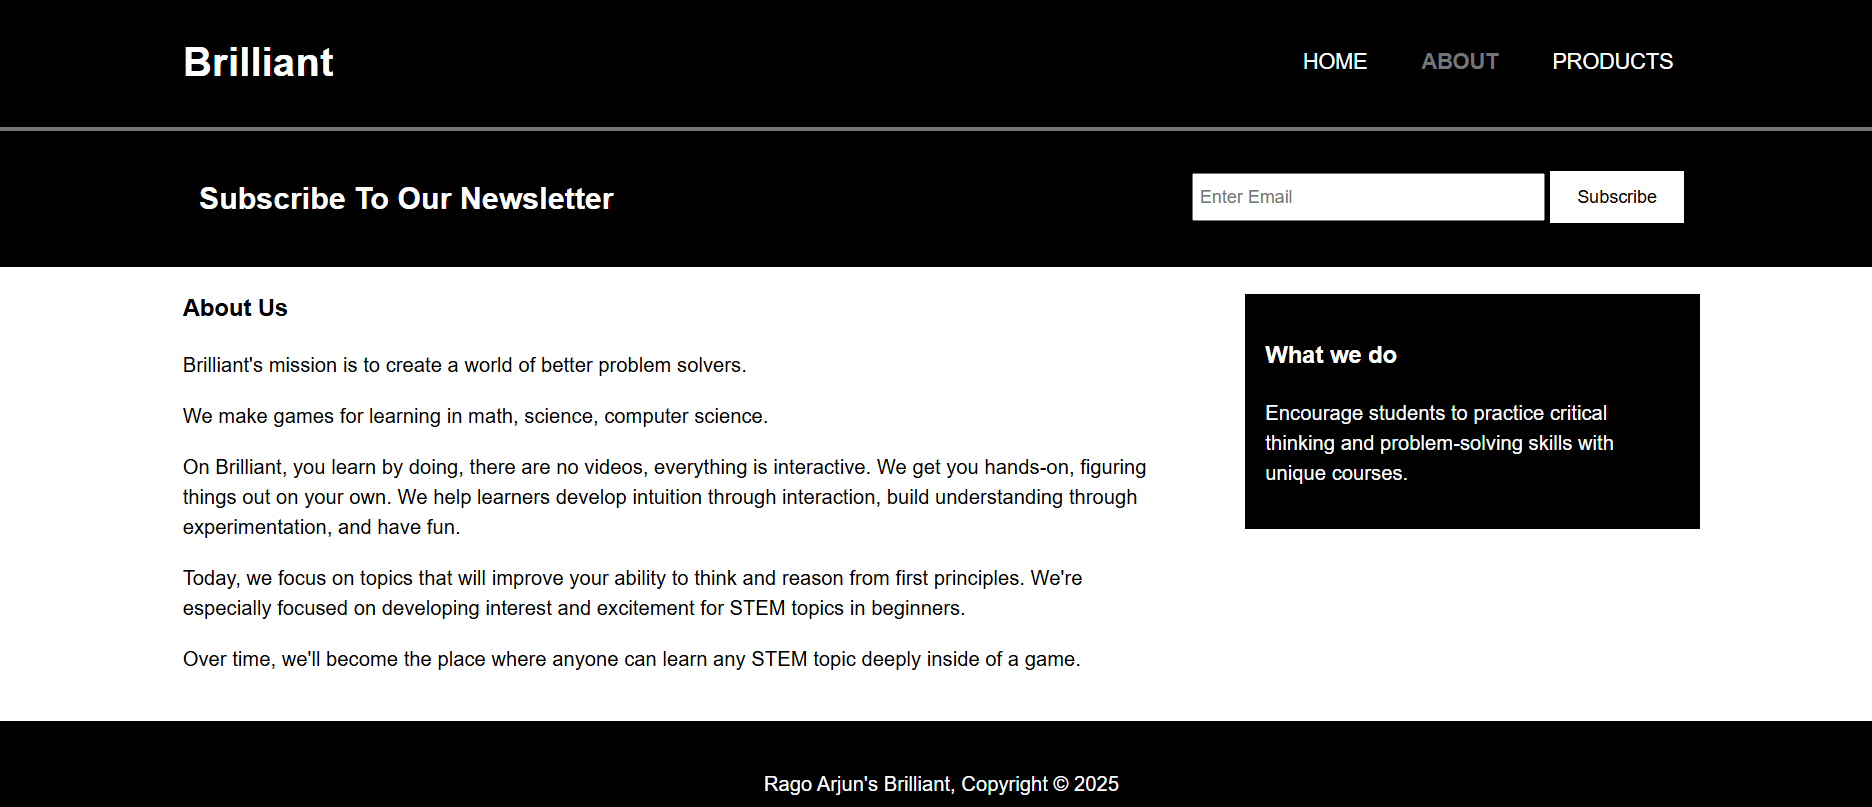 Brilliant
HOME ABOUT PRODUCTS
Subscribe To Our Newsletter
Enter Email Subscribe
About Us
Brilliant's mission is to create a world of better problem solvers.
We make games for learning in math, science, computer science.
On Brilliant, you learn by doing, there are no videos, everything is interactive. We get you hands-on, figuring
things out on your own. We help learners develop intuition through interaction, build understanding through
experimentation, and have fun.
Today, we focus on topics that will improve your ability to think and reason from first principles. We're
especially focused on developing interest and excitement for STEM topics in beginners.
Over time, we'll become the place where anyone can learn any STEM topic deeply inside of a game.
What we do
Encourage students to practice critical
thinking and problem-solving skills with
unique courses.
Rago Arjun's Brilliant, Copyright © 2025